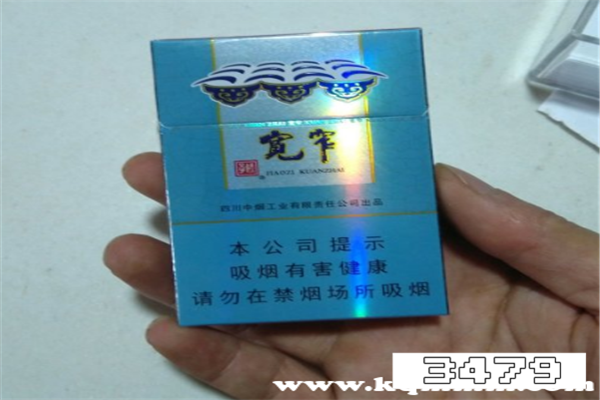 宽窄
JIAOZI KUANZHAI
四川中烟工业有限责任公司出品
本公司提示
吸烟有害健康
请勿在禁烟场所吸烟
3479